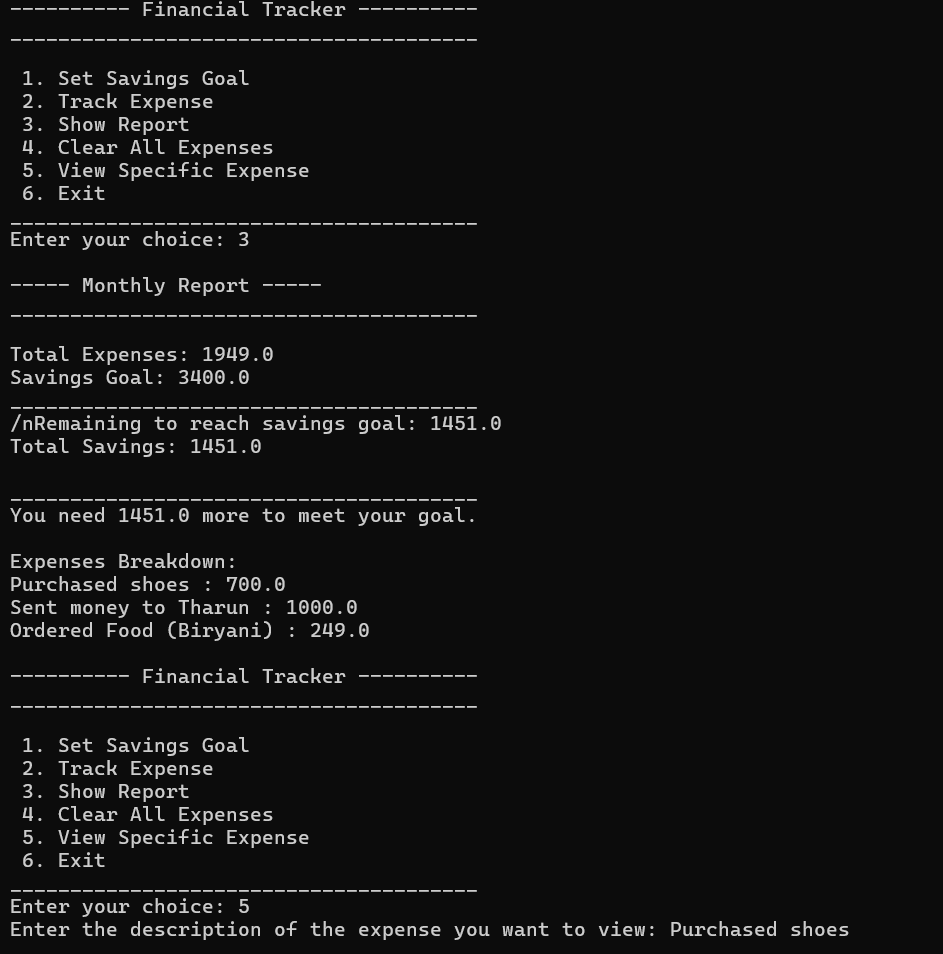 ---------- Financial Tracker ----------
_______________________________________
1. Set Savings Goal
2. Track Expense
3. Show Report
4. Clear All Expenses
5. View Specific Expense
6. Exit
_______________________________________
Enter your choice: 3
----- Monthly Report -----
_______________________________________
Total Expenses: 1949.0
Savings Goal: 3400.0
_______________________________________
/nRemaining to reach savings goal: 1451.0
Total Savings: 1451.0
_______________________________________
You need 1451.0 more to meet your goal.
Expenses Breakdown:
Purchased shoes : 700.0
Sent money to Tharun : 1000.0
Ordered Food (Biryani) : 249.0
---------- Financial Tracker ----------
_______________________________________
1. Set Savings Goal
2. Track Expense
3. Show Report
4. Clear All Expenses
5. View Specific Expense
6. Exit
_______________________________________
Enter your choice: 5
Enter the description of the expense you want to view: Purchased shoes